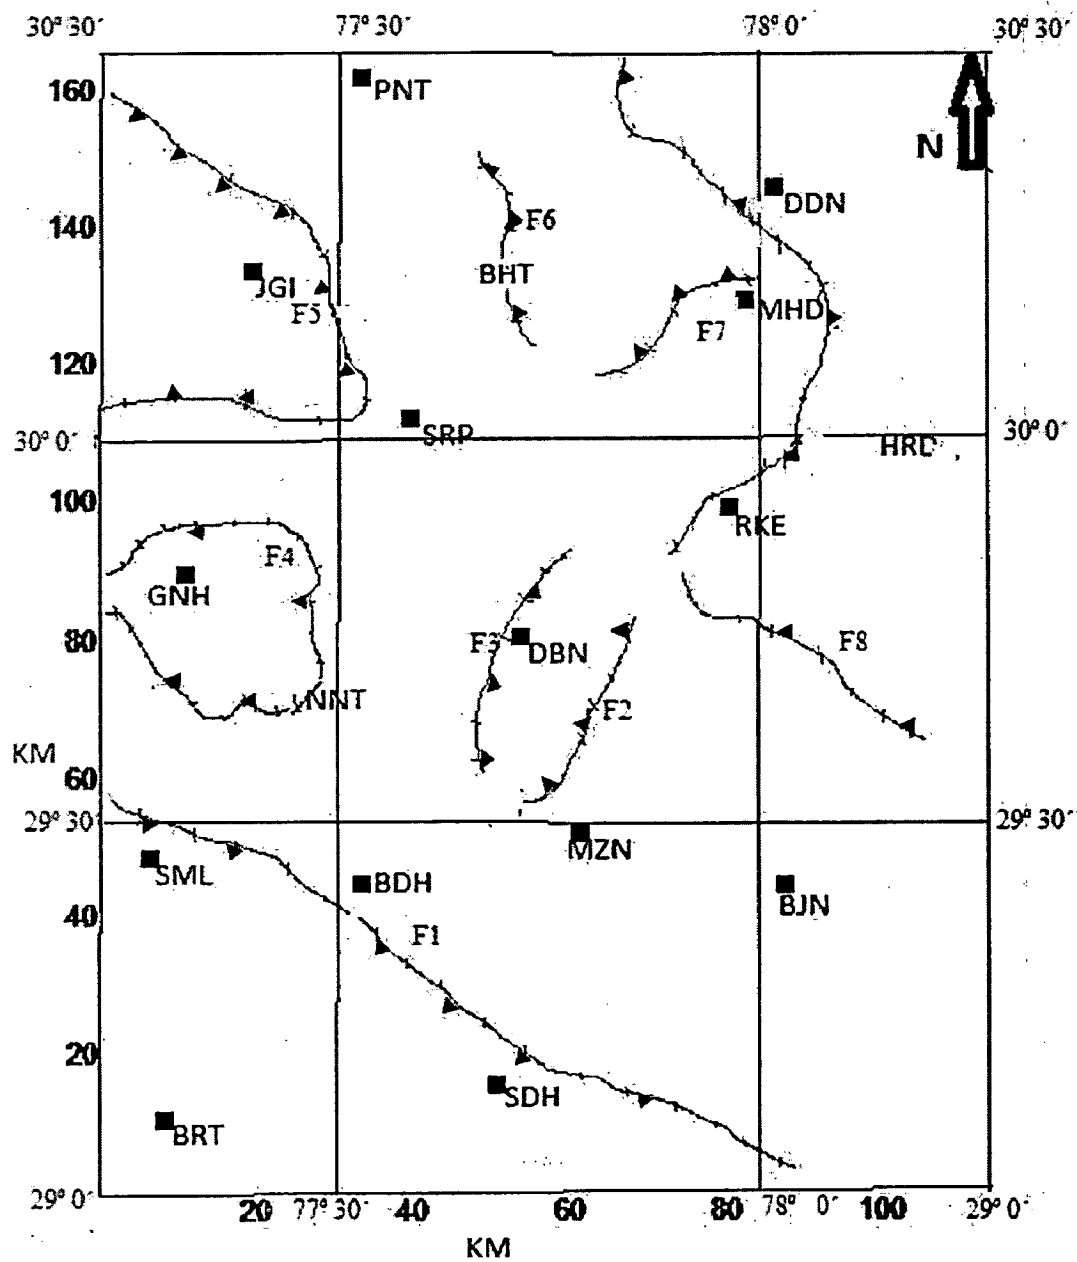 30° 30′ 77° 30′ 78° 0′ 30° 30′
160
PNT
N
DDN
140
F6
BHT
JGI
F5
MHD
F7
120
SRP
30° 0′ 30° 0′
HRD
100
RKE
F4
GNH
80
F3
DBN
F8
NNT
F2
KM
60
29° 30′ 29° 30′
MZN
SML
BDH
BJN
40
F1
20
SDH
BRT
29° 0′ 20 77° 30′ 40 60 80 78° 0′ 100 29° 0′
KM